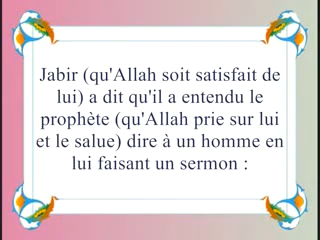 Jabir (qu'Allah soit satisfait de
lui) a dit qu'il a entendu le
prophète (qu'Allah prie sur lui
et le salue) dire à un homme en
lui faisant un sermon :